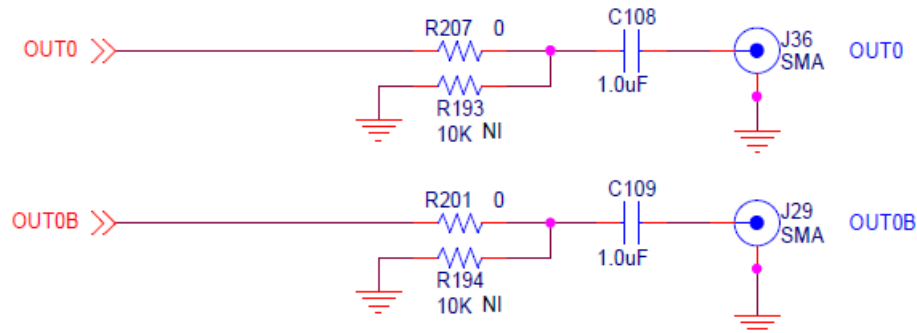 C108
R207 0
J36
OUT0
SMA
OUT0
R193
1.0uF
10K NI
C109
R201 0
J29
OUT0B
SMA
OUT0B
R194
1.0uF
10K NI